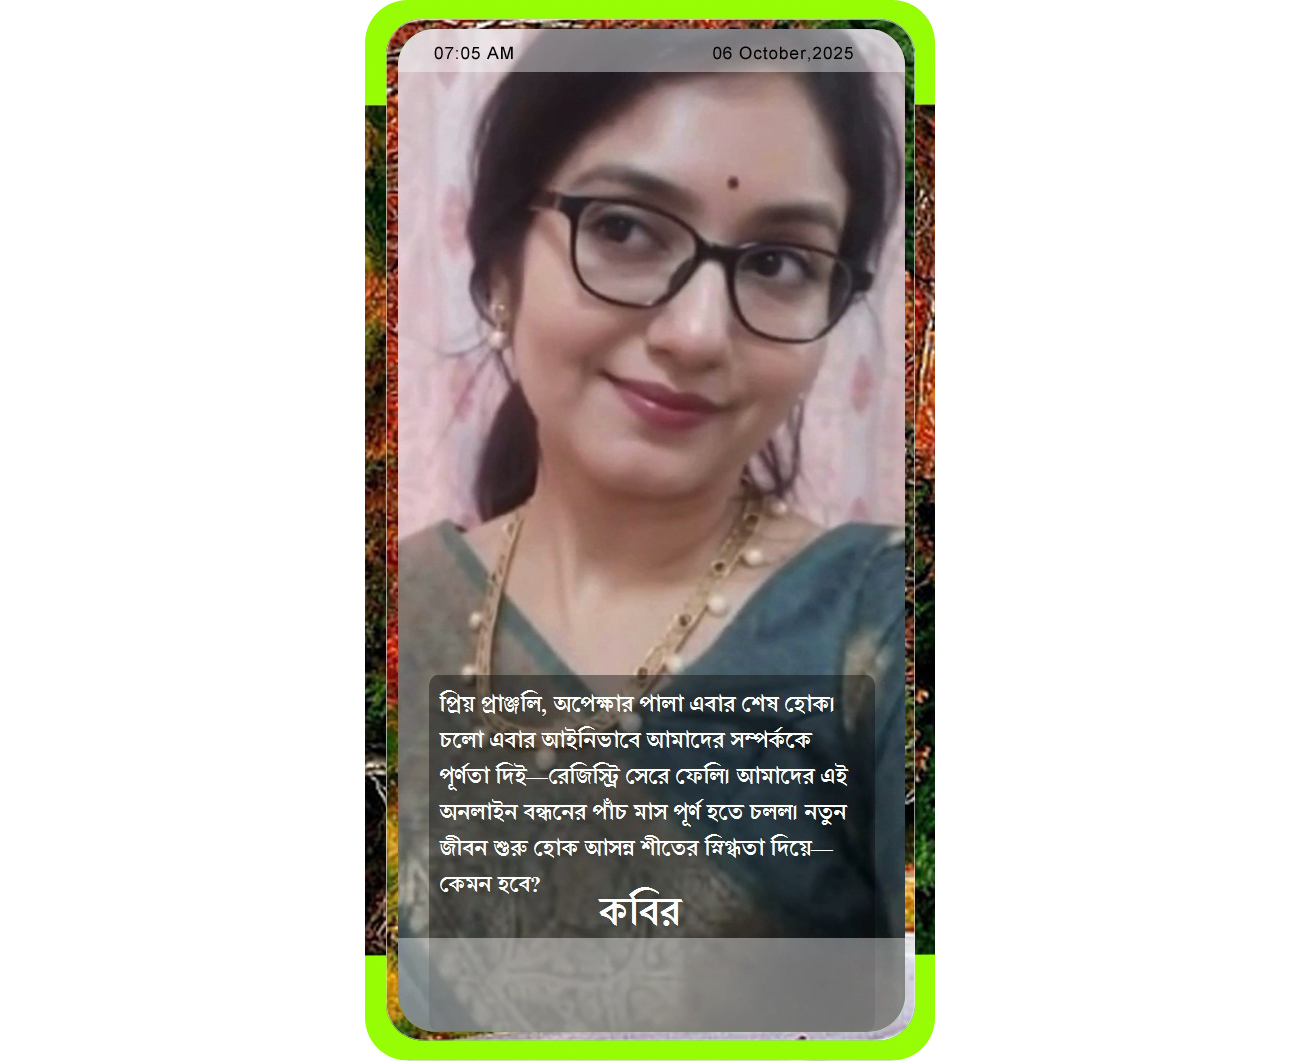 07:05 AM 06 October,2025
প্রিয় প্রাঞ্জলি, অপেক্ষার পালা এবার শেষ হোক।
চলো এবার আইনিভাবে আমাদের সম্পর্ককে
পূর্ণতা দিই—রেজিস্ট্রি সেরে ফেলি। আমাদের এই
অনলাইন বন্ধনের পাঁচ মাস পূর্ণ হতে চলল। নতুন
জীবন শুরু হোক আসন্ন শীতের স্নিগ্ধতা দিয়ে—
কেমন হবে?
কবির